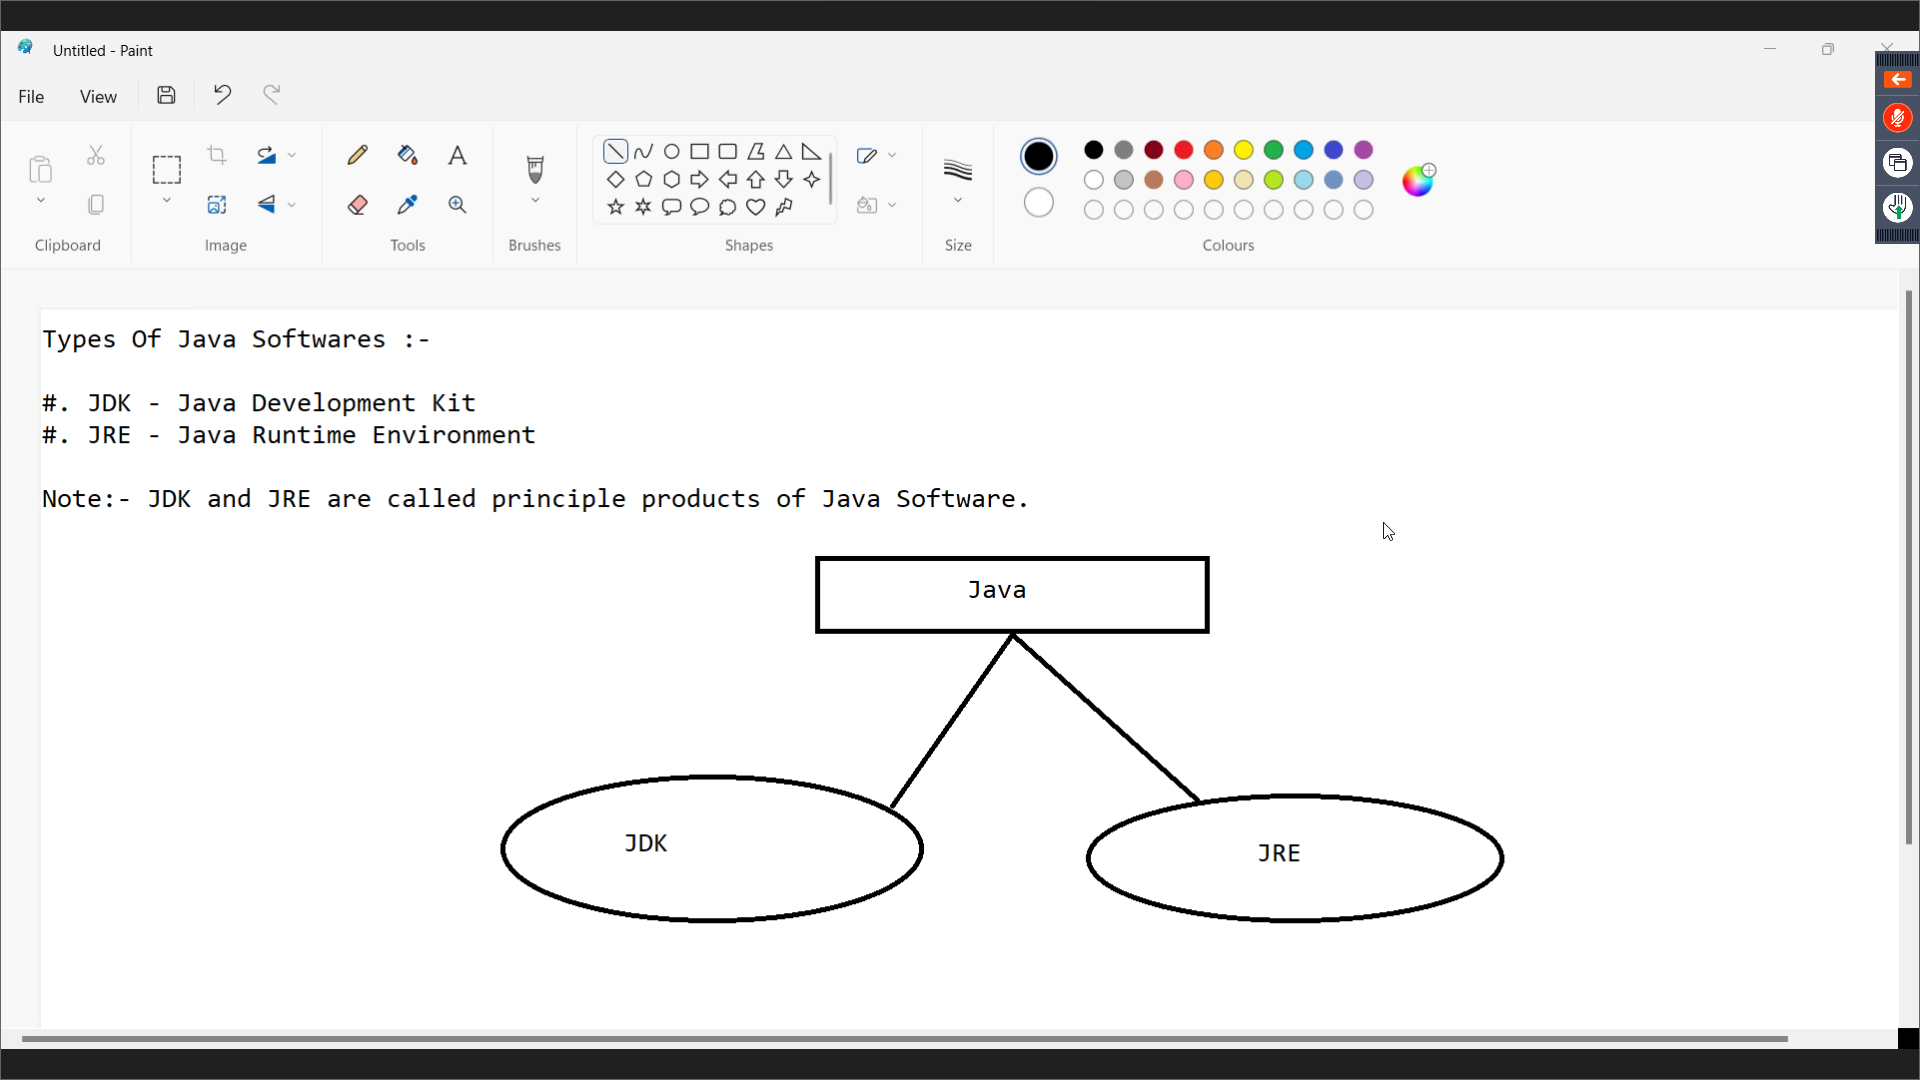 Untitled - Paint
File View
Clipboard Image Tools Brushes Shapes Size Colours
Types Of Java Softwares :-
#. JDK - Java Development Kit
#. JRE - Java Runtime Environment
Note:- JDK and JRE are called principle products of Java Software.
Java
JDK
JRE